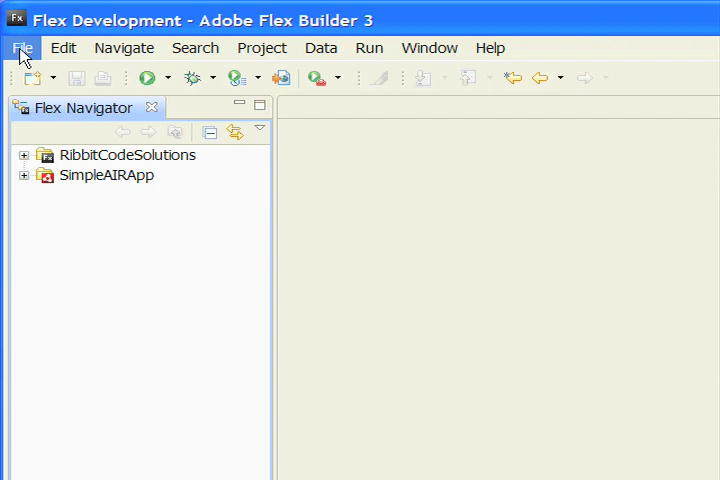 Fx Flex Development - Adobe Flex Builder 3
File Edit Navigate Search Project Data Run Window Help
Flex Navigator
RibbitCodeSolutions
SimpleAIRApp